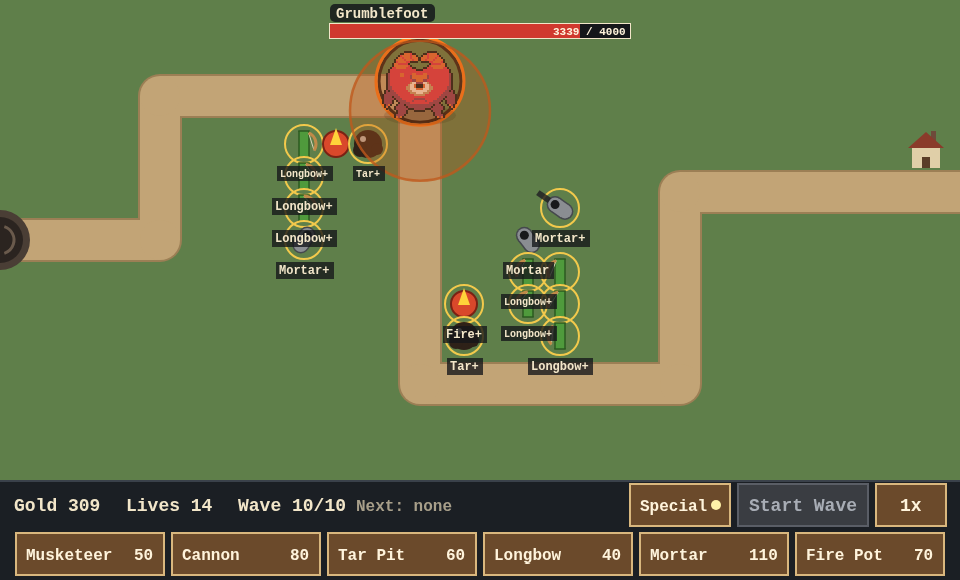 Grumblefoot
3339 / 4000
Longbow+
Tar+
Longbow+
Longbow+
Mortar+
Mortar+
Mortar
Longbow+
Fire+
Longbow+
Tar+
Longbow+
Gold 309 Lives 14 Wave 10/10 Next: none
Special Start Wave 1x
Musketeer 50 Cannon 80 Tar Pit 60 Longbow 40 Mortar 110 Fire Pot 70